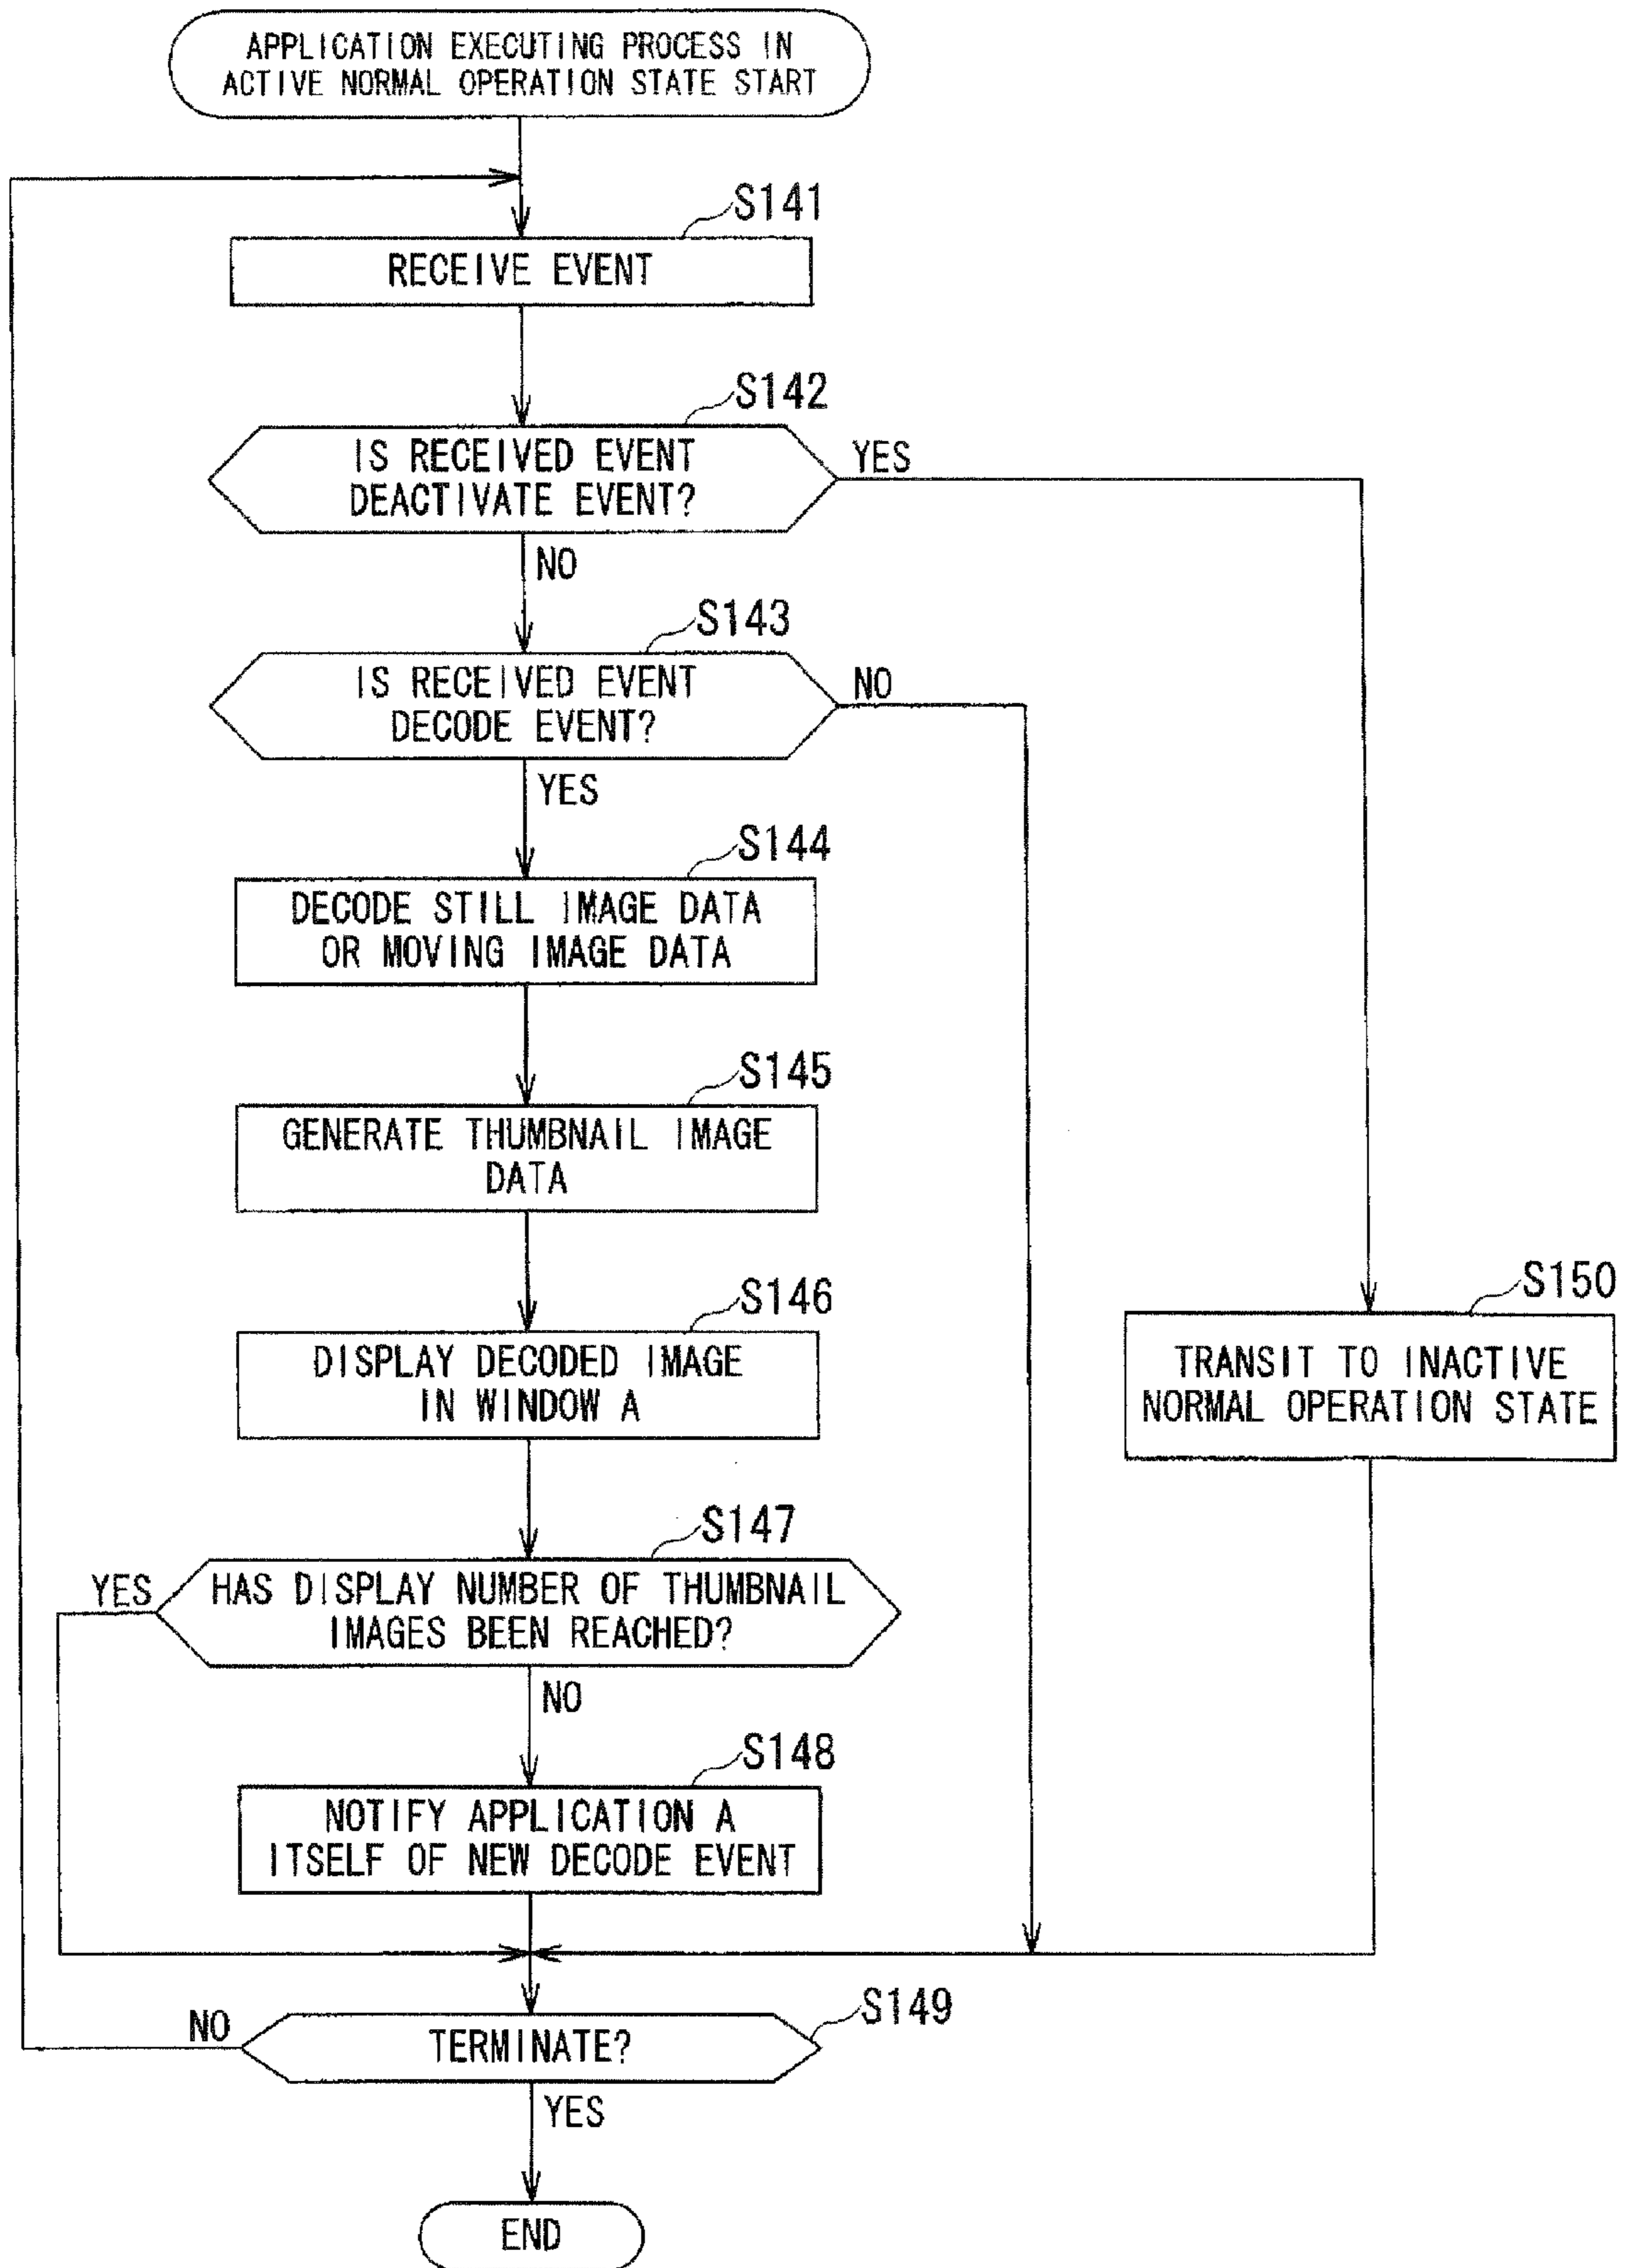 APPLICATION EXECUTING PROCESS IN
ACTIVE NORMAL OPERATION STATE START
S141
RECEIVE EVENT
S142
IS RECEIVED EVENT
DEACTIVATE EVENT?
YES
NO
S143
IS RECEIVED EVENT
DECODE EVENT?
NO
YES
S144
DECODE STILL IMAGE DATA
OR MOVING IMAGE DATA
S145
GENERATE THUMBNAIL IMAGE
DATA
S146
DISPLAY DECODED IMAGE
IN WINDOW A
S150
TRANSIT TO INACTIVE
NORMAL OPERATION STATE
S147
YES
HAS DISPLAY NUMBER OF THUMBNAIL
IMAGES BEEN REACHED?
NO
S148
NOTIFY APPLICATION A
ITSELF OF NEW DECODE EVENT
S149
NO
TERMINATE?
YES
END